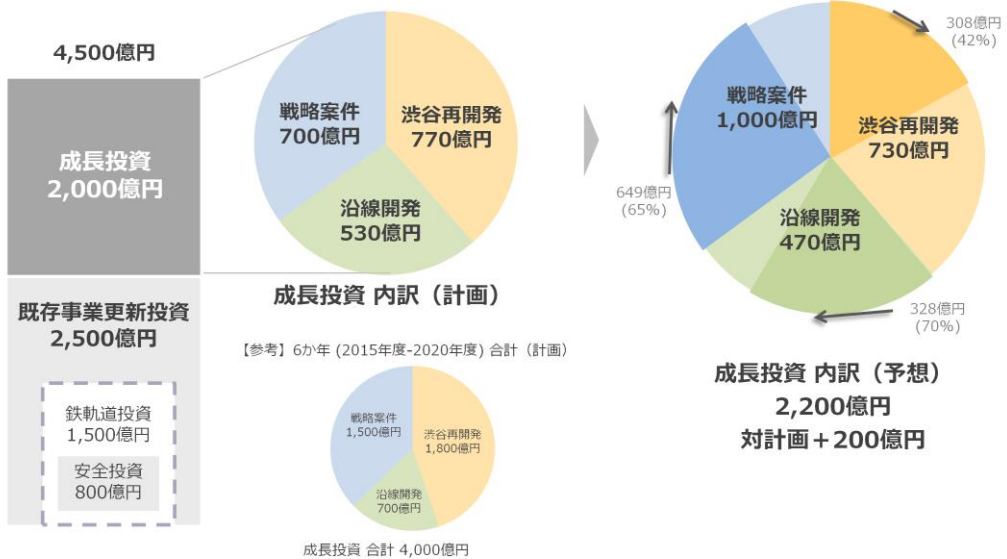 4,500億円
成長投資
2,000億円
既存事業更新投資
2,500億円
鉄軌道投資
1,500億円
安全投資
800億円
戦略案件
700億円
渋谷再開発
770億円
沿線開発
530億円
成長投資 内訳（計画）
【参考】6か年 (2015年度-2020年度) 合計（計画）
戦略案件
1,500億円
渋谷再開発
1,800億円
沿線開発
700億円
成長投資 合計 4,000億円
308億円
(42%)
戦略案件
1,000億円
渋谷再開発
730億円
649億円
(65%)
沿線開発
470億円
328億円
(70%)
成長投資 内訳（予想）
2,200億円
対計画＋200億円